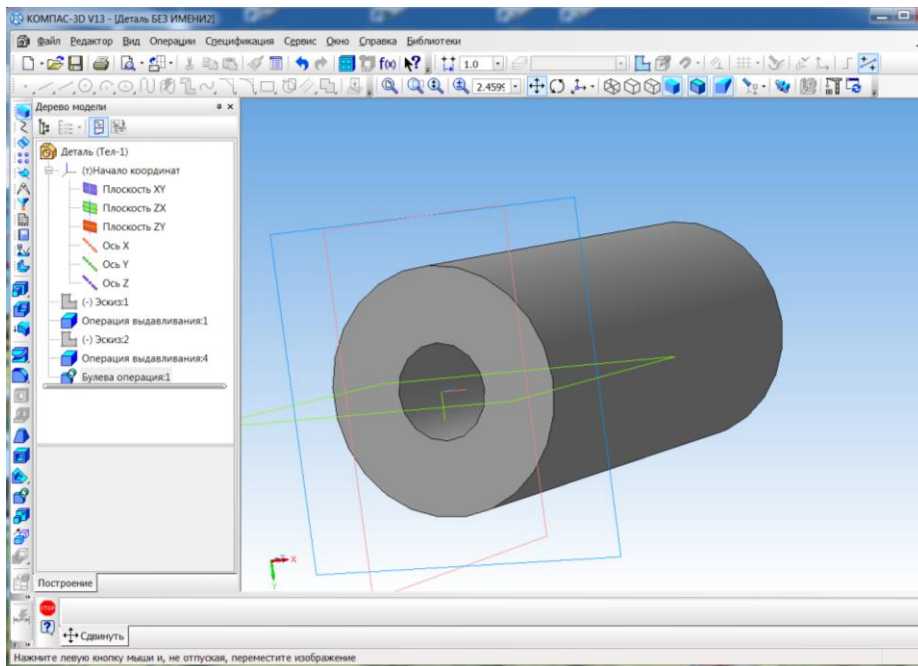 КОМПАС-3D V13 - [Деталь БЕЗ ИМЕНИ2]
Файл Редактор Вид Операции Спецификация Сервис Окно Справка Библиотеки
f(x) 1.0
2.459
Дерево модели
Деталь (Тел-1)
(т)Начало координат
Плоскость XY
Плоскость ZX
Плоскость ZY
Ось X
Ось Y
Ось Z
(-) Эскиз:1
Операция выдавливания:1
(-) Эскиз:2
Операция выдавливания:4
Булева операция:1
X
Построение
STOP
Сдвинуть
Нажмите левую кнопку мыши и, не отпуская, переместите изображение